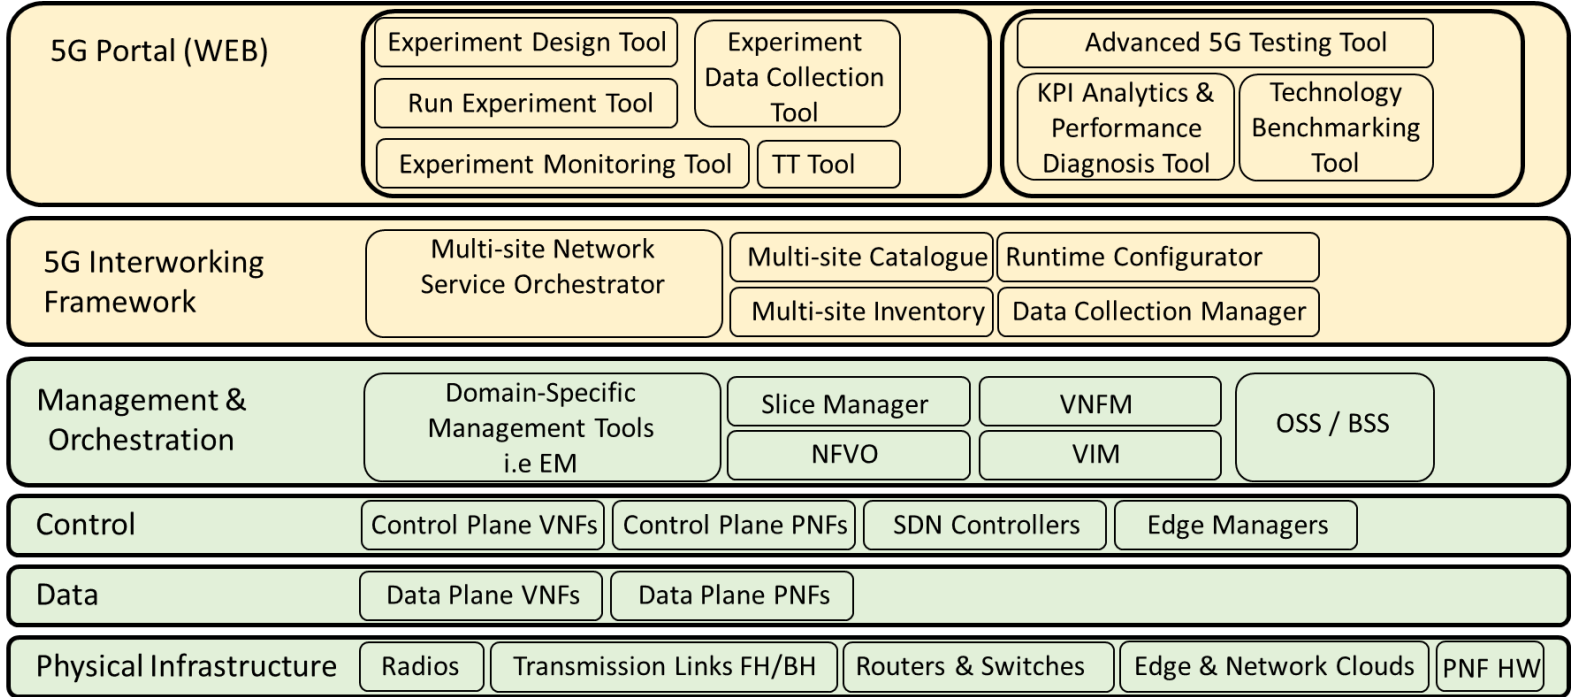 5G Portal (WEB)
Experiment Design Tool
Run Experiment Tool
Experiment
Data Collection
Tool
Experiment Monitoring Tool
TT Tool
Advanced 5G Testing Tool
KPI Analytics &
Performance
Diagnosis Tool
Technology
Benchmarking
Tool
5G Interworking
Framework
Multi-site Network
Service Orchestrator
Multi-site Catalogue
Runtime Configurator
Multi-site Inventory
Data Collection Manager
Management &
Orchestration
Domain-Specific
Management Tools
i.e EM
Slice Manager
VNFM
NFVO
VIM
OSS / BSS
Control
Control Plane VNFs
Control Plane PNFs
SDN Controllers
Edge Managers
Data
Data Plane VNFs
Data Plane PNFs
Physical Infrastructure
Radios
Transmission Links FH/BH
Routers & Switches
Edge & Network Clouds
PNF HW